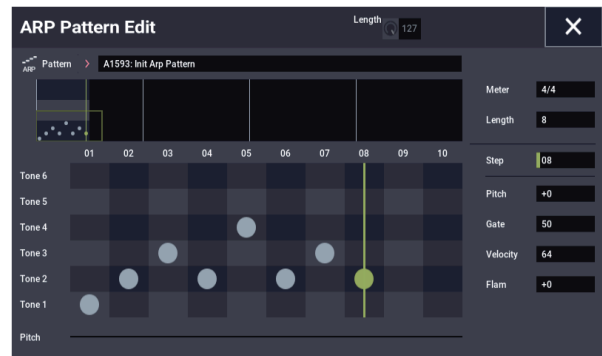 ARP Pattern Edit
Length 127
ARP Pattern > A1593: Init Arp Pattern
Meter 4/4
Length 8
01 02 03 04 05 06 07 08 09 10
Step 08
Tone 6
Tone 5
Pitch +0
Tone 4
Gate 50
Tone 3
Velocity 64
Tone 2
Flam +0
Tone 1
Pitch